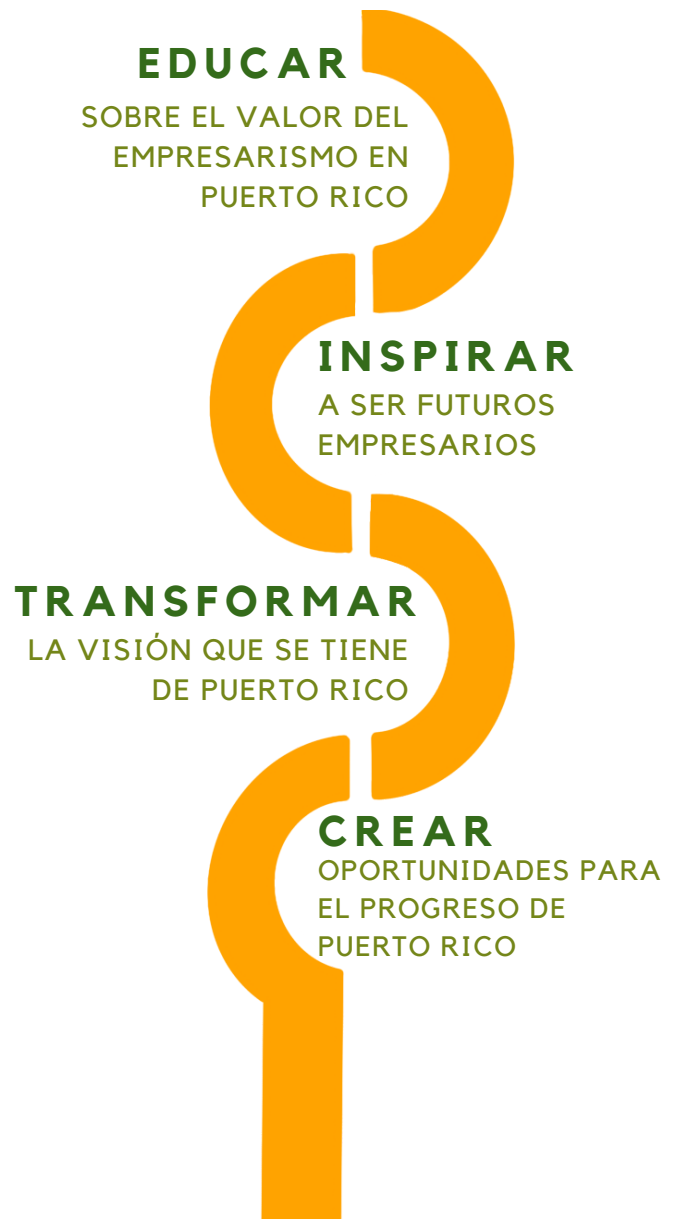 EDUCAR
SOBRE EL VALOR DEL
EMPRESARISMO EN
PUERTO RICO
INSPIRAR
A SER FUTUROS
EMPRESARIOS
TRANSFORMAR
LA VISIÓN QUE SE TIENE
DE PUERTO RICO
CREAR
OPORTUNIDADES PARA
EL PROGRESO DE
PUERTO RICO